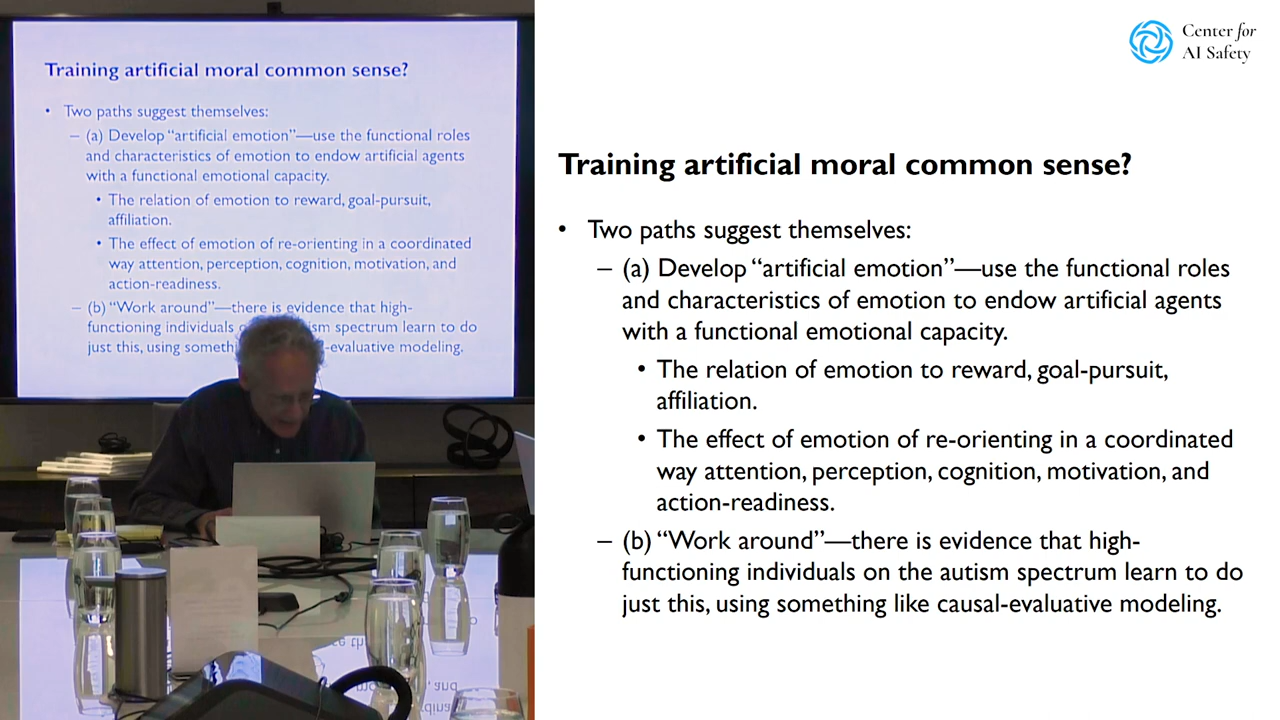 Training artificial moral common sense?
• Two paths suggest themselves:
– (a) Develop “artificial emotion”—use the functional roles
and characteristics of emotion to endow artificial agents
with a functional emotional capacity.
• The relation of emotion to reward, goal-pursuit,
affiliation.
• The effect of emotion of re-orienting in a coordinated
way attention, perception, cognition, motivation, and
action-readiness.
– (b) “Work around”—there is evidence that high-
functioning individuals
ism spectrum learn to do
just this, using
-evaluative modeling.
Center for
AI Safety
Training artificial moral common sense?
• Two paths suggest themselves:
– (a) Develop “artificial emotion”—use the functional roles
and characteristics of emotion to endow artificial agents
with a functional emotional capacity.
• The relation of emotion to reward, goal-pursuit,
affiliation.
• The effect of emotion of re-orienting in a coordinated
way attention, perception, cognition, motivation, and
action-readiness.
– (b) “Work around”—there is evidence that high-
functioning individuals on the autism spectrum learn to do
just this, using something like causal-evaluative modeling.